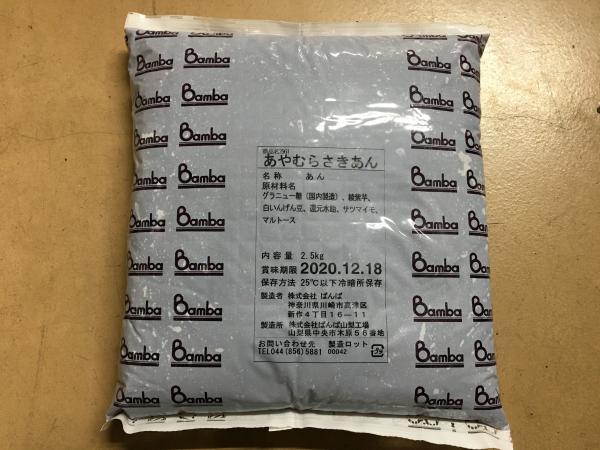 Bamba
商品名2961
あやむらさきあん
名称 あん
原材料名
グラニュー糖（国内製造）、綾紫芋、
白いんげん豆、還元水飴、サツマイモ、
マルトース
内容量 2.5kg
賞味期限 2020.12.18
保存方法 25℃以下冷暗所保存
製造者 株式会社 ばんば
神奈川県川崎市高津区
新作4丁目16-11
製造所 株式会社ばんば山梨工場
山梨県中央市木原56番地
お問い合わせ先 製造ロット
TEL044(856)5881 00042
プラ